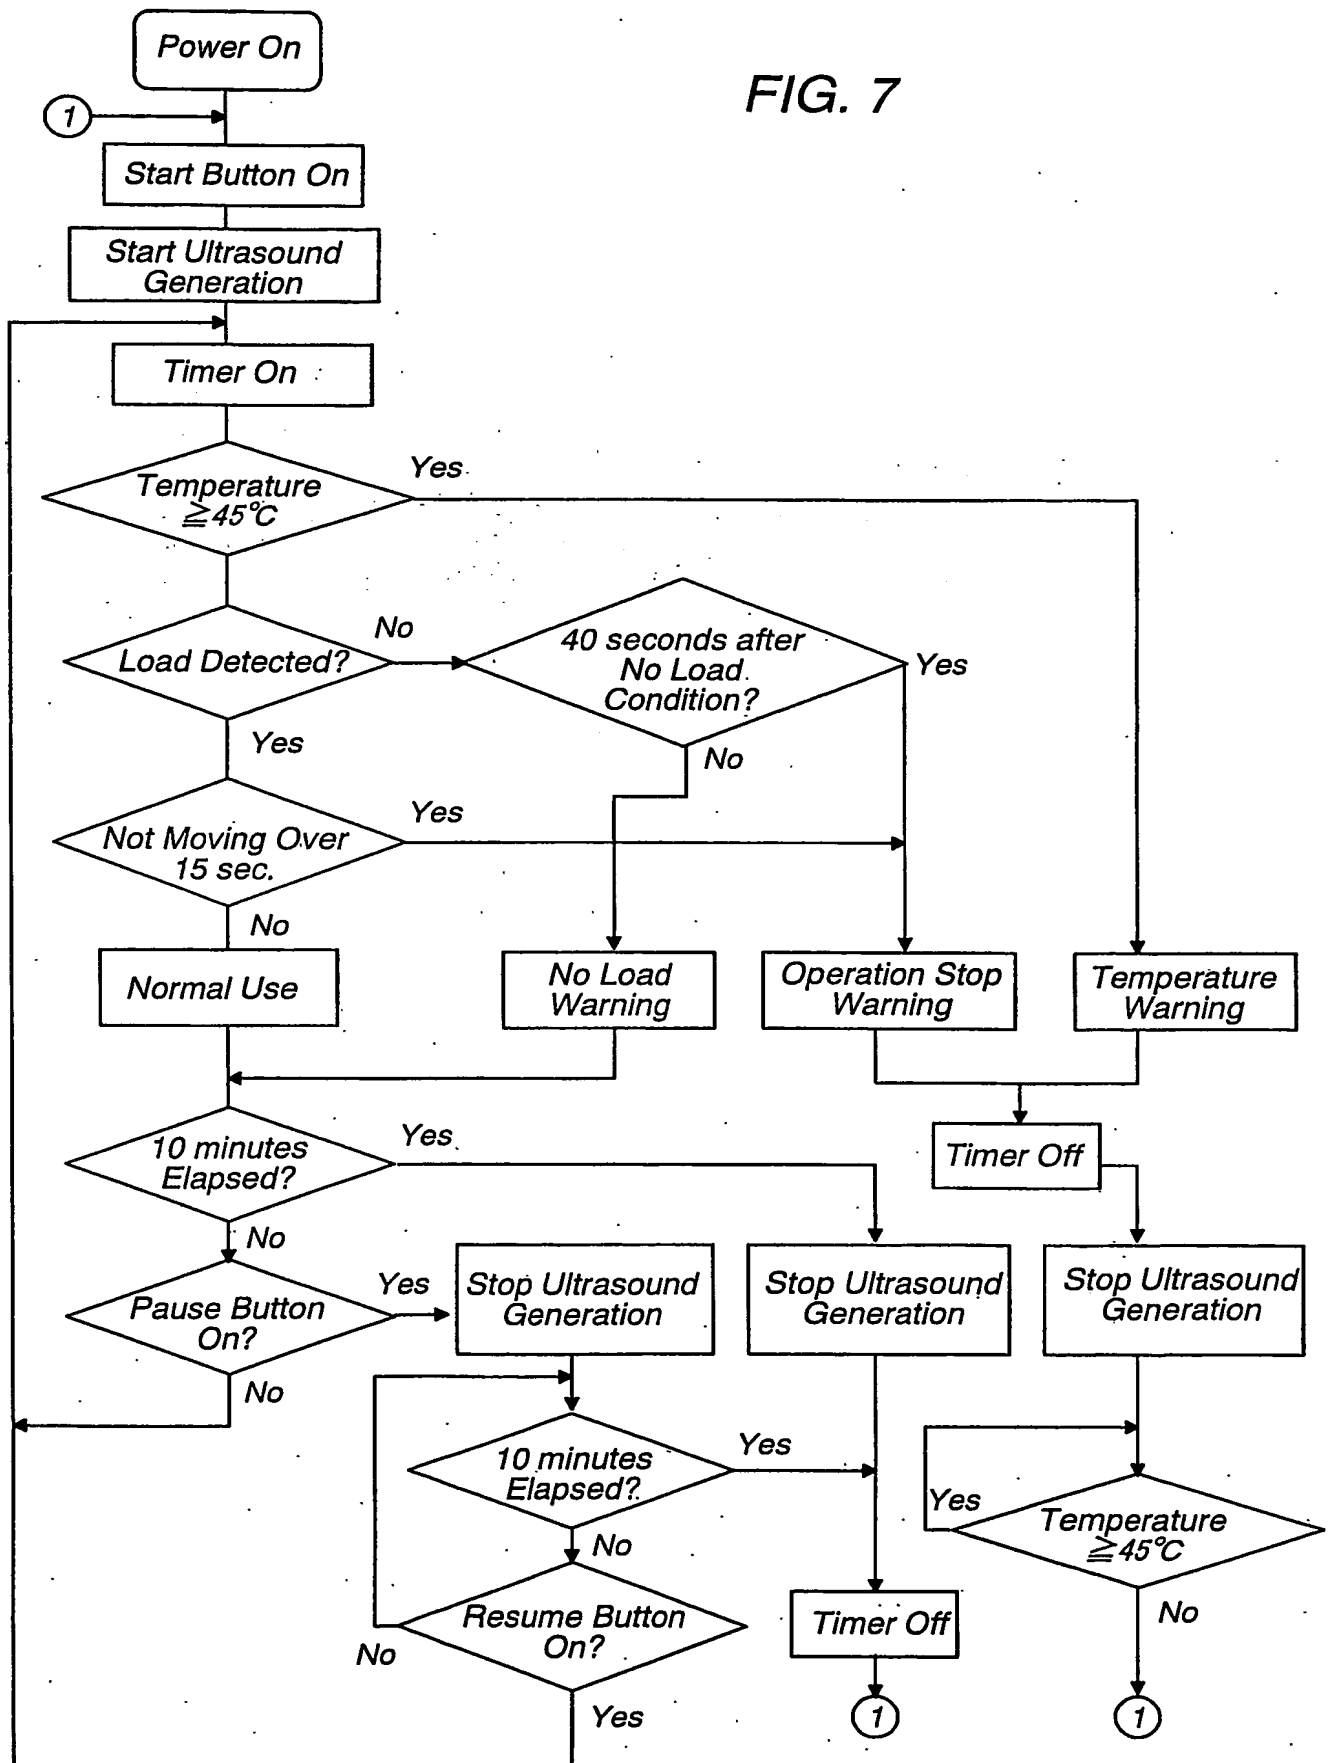 Power On
FIG. 7
1
Start Button On
Start Ultrasound
Generation
Timer On
Yes
Temperature
≧45°C
No
40 seconds after
No Load
Condition?
Load Detected?
Yes
Yes
No
Yes
Not Moving Over
15 sec.
No
Normal Use
No Load
Warning
Operation Stop
Warning
Temperature
Warning
10 minutes
Elapsed?
Yes
Timer Off
No
Yes
Pause Button
On?
Stop Ultrasound
Generation
Stop Ultrasound
Generation
Stop Ultrasound
Generation
No
10 minutes
Elapsed?
Yes
Yes
Temperature
≧45°C
No
Resume Button
On?
Timer Off
No
No
Yes
1
1